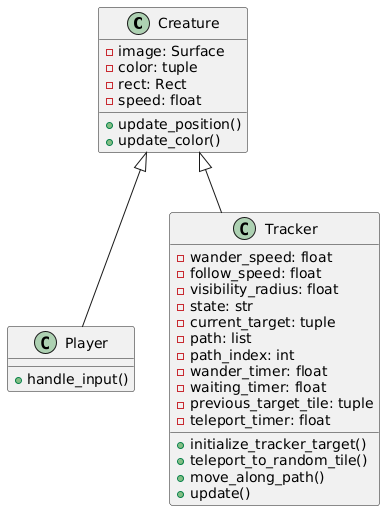 C Creature
image: Surface
color: tuple
rect: Rect
speed: float
update_position()
update_color()
C Player
handle_input()
C Tracker
wander_speed: float
follow_speed: float
visibility_radius: float
state: str
current_target: tuple
path: list
path_index: int
wander_timer: float
waiting_timer: float
previous_target_tile: tuple
teleport_timer: float
initialize_tracker_target()
teleport_to_random_tile()
move_along_path()
update()